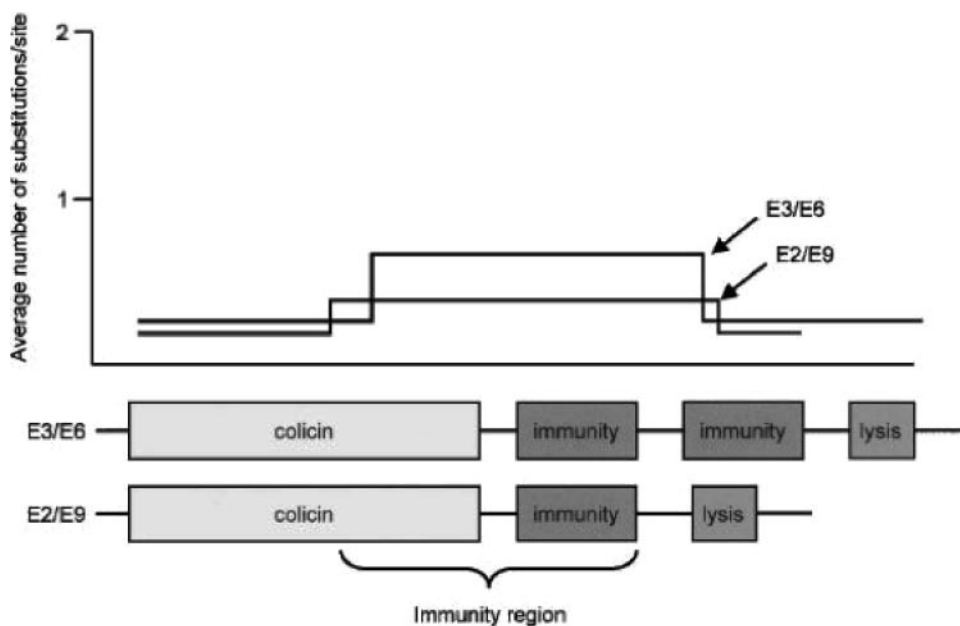 Average number of substitutions/site
2
1
E3/E6
E2/E9
E3/E6 colicin immunity immunity lysis
E2/E9 colicin immunity lysis
Immunity region